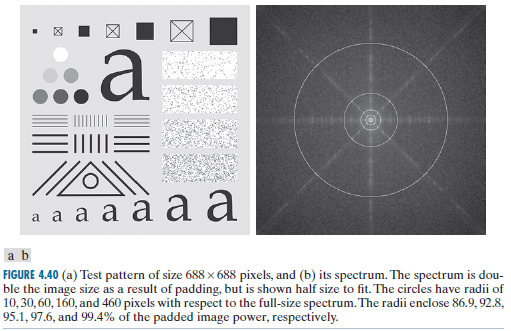 a
a a a a a a a
a b
FIGURE 4.40 (a) Test pattern of size 688 × 688 pixels, and (b) its spectrum. The spectrum is dou-
ble the image size as a result of padding, but is shown half size to fit. The circles have radii of
10, 30, 60, 160, and 460 pixels with respect to the full-size spectrum. The radii enclose 86.9, 92.8,
95.1, 97.6, and 99.4% of the padded image power, respectively.